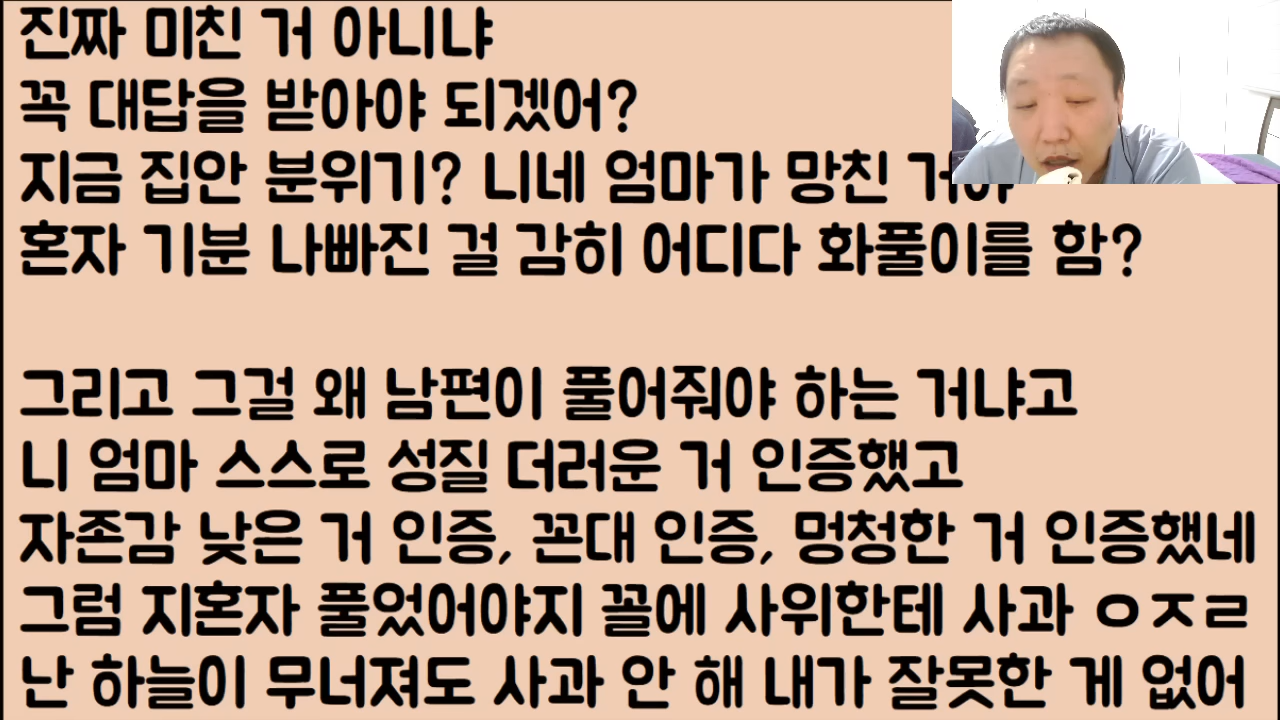 진짜 미친 거 아니냐
꼭 대답을 받아야 되겠어?
지금 집안 분위기? 니네 엄마가 망친
혼자 기분 나빠진 걸 감히 어디다 화풀이를 함?
그리고 그걸 왜 남편이 풀어줘야 하는 거냐고
니 엄마 스스로 성질 더러운 거 인증했고
자존감 낮은 거 인증, 꼰대 인증, 멍청한 거 인증했네
그럼 지혼자 풀었어야지 꼴에 사위한테 사과 ㅇㅈㄹ
난 하늘이 무너져도 사과 안 해 내가 잘못한 게 없어